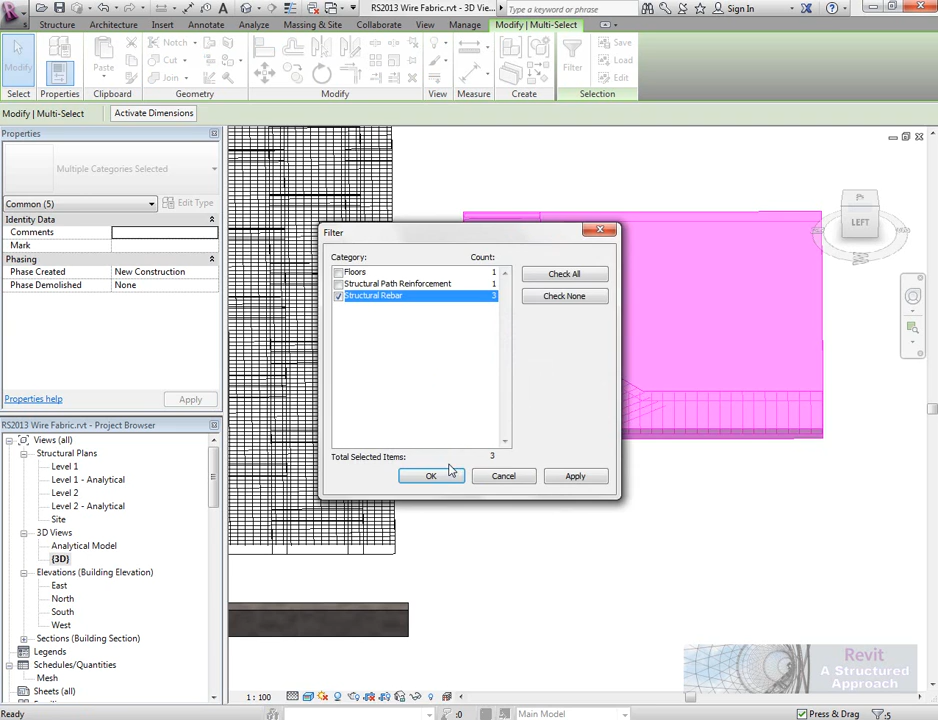 RS2013 Wire Fabric.rvt - 3D Vie...
Type a keyword or phrase
Sign In
Structure Architecture Insert Annotate Analyze Massing & Site Collaborate View Manage Modify | Multi-Select
Modify Properties Paste Notch Cut Join Filter Save Load Edit
Select Properties Clipboard Geometry Modify View Measure Create Selection
Modify | Multi-Select Activate Dimensions
Properties
Multiple Categories Selected
Common (5) Edit Type
Identity Data
Comments
Mark
Phasing
Phase Created New Construction
Phase Demolished None
Properties help Apply
RS2013 Wire Fabric.rvt - Project Browser
Views (all)
Structural Plans
Level 1
Level 1 - Analytical
Level 2
Level 2 - Analytical
Site
3D Views
Analytical Model
{3D}
Elevations (Building Elevation)
East
North
South
West
Sections (Building Section)
Legends
Schedules/Quantities
Mesh
Sheets (all)
Filter
Category: Count:
Floors 1
Structural Path Reinforcement 1
Structural Rebar 3
Check All
Check None
Total Selected Items: 3
OK Cancel Apply
LEFT
Revit
A Structured
Approach
1 : 100
:0 Main Model Press & Drag :5